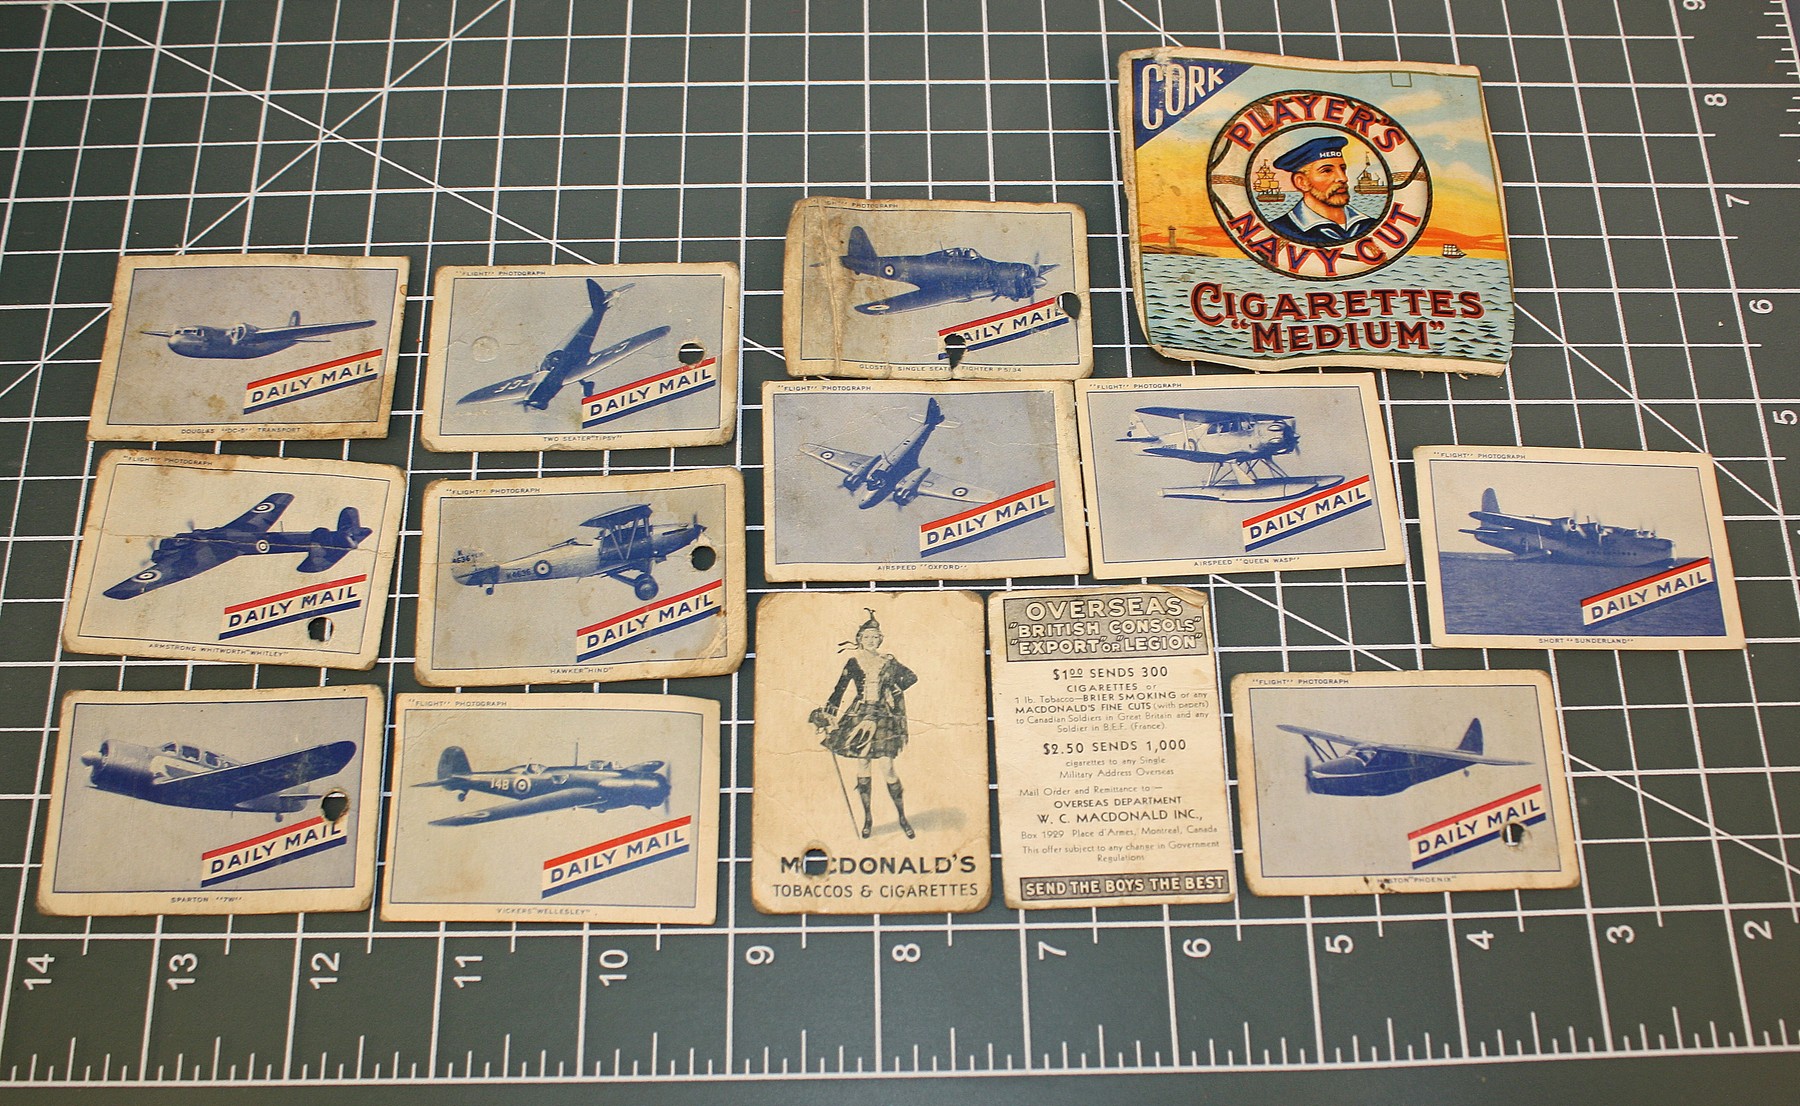 CORK
PLAYER'S
HERO
NAVY CUT
CIGARETTES
"MEDIUM"
DAILY MAIL
DOUGLAS "DC-5" TRANSPORT
"FLIGHT" PHOTOGRAPH
DAILY MAIL
TWO SEATER "TIPSY"
PHOTOGRAPH
DAILY MAIL
SINGLE SEATER FIGHTER F5/34
"FLIGHT" PHOTOGRAPH
DAILY MAIL
ARMSTRONG WHITWORTH "WHITLEY"
"FLIGHT" PHOTOGRAPH
K 4636
DAILY MAIL
"HAWKER "HIND"
"FLIGHT" PHOTOGRAPH
DAILY MAIL
AIRSPEED "OXFORD"
"FLIGHT" PHOTOGRAPH
DAILY MAIL
AIRSPEED "QUEEN WASP"
"FLIGHT" PHOTOGRAPH
DAILY MAIL
SHORT "SUNDERLAND"
DAILY MAIL
SPARTON "7W"
"FLIGHT" PHOTOGRAPH
14B
DAILY MAIL
VICKERS "WELLESLEY"
MACDONALD'S
TOBACCOS & CIGARETTES
OVERSEAS
"BRITISH CONSOLS"
"EXPORT" OR "LEGION"
$1.00 SENDS 300
CIGARETTES or
1 lb. Tobacco—BRIER SMOKING or any
MACDONALD'S FINE CUTS (with papers)
to Canadian Soldiers in Great Britain and any
Soldier in B.E.F. (France).
$2.50 SENDS 1,000
cigarettes to any Single
Military Address Overseas
Mail Order and Remittance to:—
OVERSEAS DEPARTMENT
W. C. MACDONALD INC.,
Box 1929 Place d'Armes, Montreal, Canada
This offer subject to any change in Government
Regulations
SEND THE BOYS THE BEST
"FLIGHT" PHOTOGRAPH
DAILY MAIL
"PHOENIX"
9
8
7
6
5
14
13
12
11
10
9
8
7
6
5
4
3
2